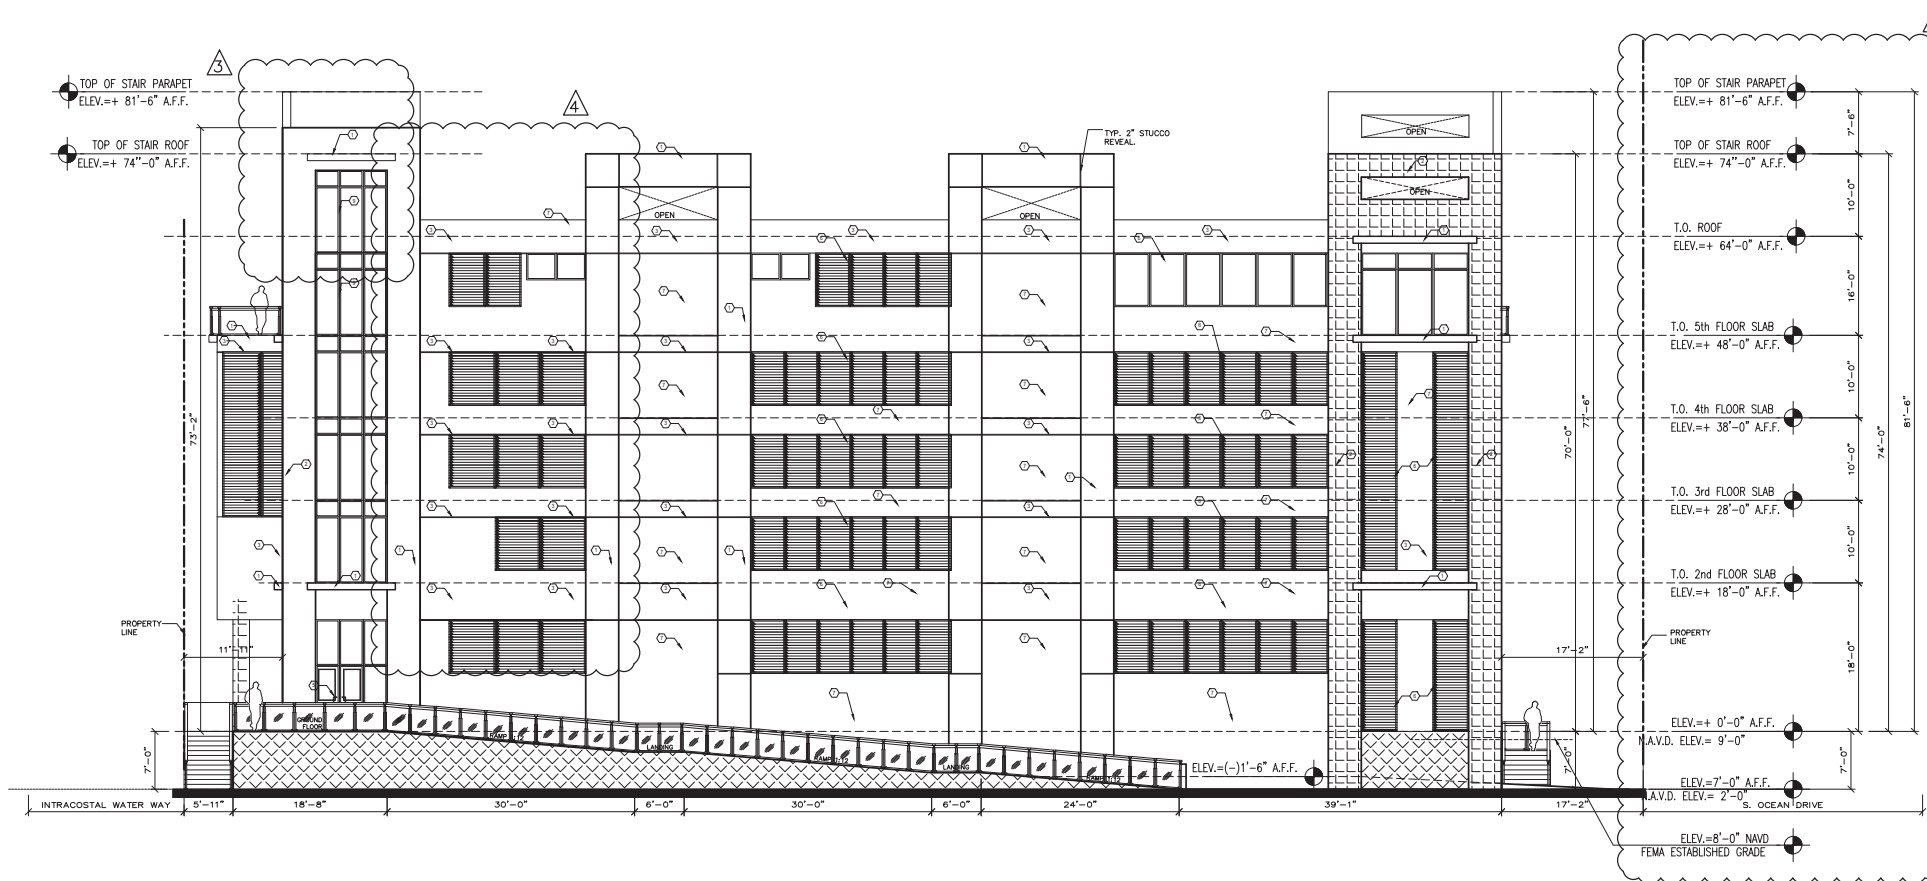 3
TOP OF STAIR PARAPET
ELEV.=+ 81'-6" A.F.F.
TOP OF STAIR ROOF
ELEV.=+ 74"-0" A.F.F.
4
TYP. 2" STUCCO
REVEAL.
OPEN
OPEN
OPEN
OPEN
TOP OF STAIR PARAPET
ELEV.=+ 81'-6" A.F.F.
7'-6"
TOP OF STAIR ROOF
ELEV.=+ 74"-0" A.F.F.
10'-0"
T.O. ROOF
ELEV.=+ 64'-0" A.F.F.
16'-0"
T.O. 5th FLOOR SLAB
ELEV.=+ 48'-0" A.F.F.
10'-0"
T.O. 4th FLOOR SLAB
ELEV.=+ 38'-0" A.F.F.
10'-0"
T.O. 3rd FLOOR SLAB
ELEV.=+ 28'-0" A.F.F.
10'-0"
T.O. 2nd FLOOR SLAB
ELEV.=+ 18'-0" A.F.F.
18'-0"
73'-2"
70'-0"
77'-6"
74'-0"
81'-6"
PROPERTY
LINE
11'-11"
PROPERTY
LINE
17'-2"
GROUND
FLOOR
RAMP 1:12
LANDING
RAMP 1:12
LANDING
RAMP 1:12
7'-0"
ELEV.=(-)1'-6" A.F.F.
7'-0"
ELEV.=+ 0'-0" A.F.F.
N.A.V.D. ELEV.= 9'-0"
7'-0"
ELEV.=7'-0" A.F.F.
N.A.V.D. ELEV.= 2'-0"
S. OCEAN DRIVE
INTRACOSTAL WATER WAY
5'-11"
18'-8"
30'-0"
6'-0"
30'-0"
6'-0"
24'-0"
39'-1"
17'-2"
ELEV.=8'-0" NAVD
FEMA ESTABLISHED GRADE